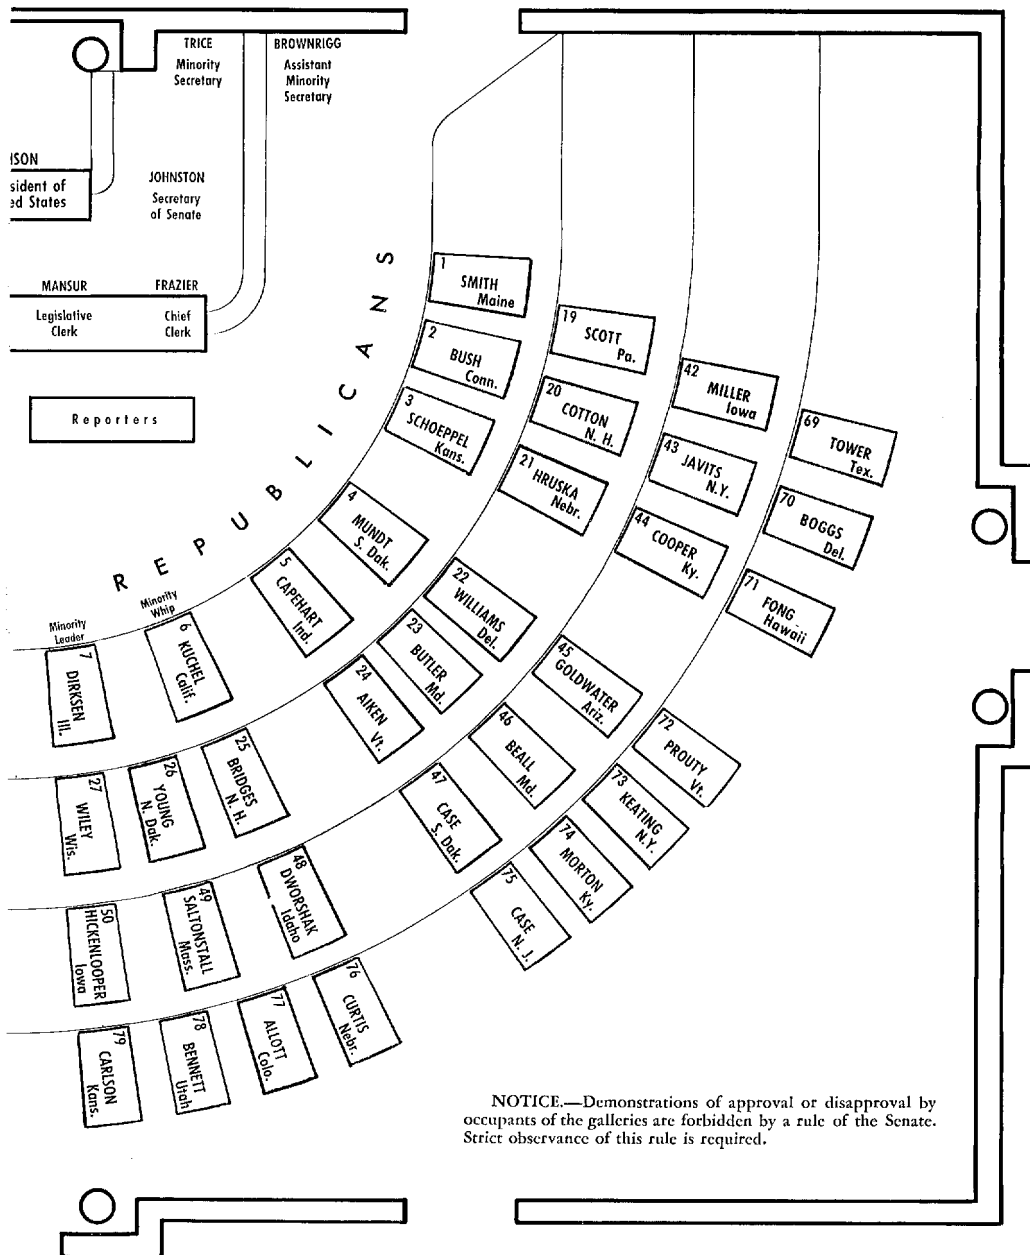 TRICE
Minority
Secretary
BROWNRIGG
Assistant
Minority
Secretary
ISON
sident of
ed States
JOHNSTON
Secretary
of Senate
MANSUR
Legislative
Clerk
FRAZIER
Chief
Clerk
Reporters
REPUBLICANS
1
SMITH
Maine
2
BUSH
Conn.
3
SCHOEPPEL
Kans.
4
MUNDT
S. Dak.
5
CAPEHART
Ind.
Minority
Whip
6
KUCHEL
Calif.
Minority
Leader
7
DIRKSEN
Ill.
19
SCOTT
Pa.
20
COTTON
N. H.
21
HRUSKA
Nebr.
22
WILLIAMS
Del.
23
BUTLER
Md.
24
AIKEN
Vt.
25
BRIDGES
N. H.
26
YOUNG
N. Dak.
27
WILEY
Wis.
42
MILLER
Iowa
43
JAVITS
N.Y.
44
COOPER
Ky.
45
GOLDWATER
Ariz.
46
BEALL
Md.
47
CASE
S. Dak.
48
DWORSHAK
Idaho
49
SALTONSTALL
Mass.
50
HICKENLOOPER
Iowa
69
TOWER
Tex.
70
BOGGS
Del.
71
FONG
Hawaii
72
PROUTY
Vt.
73
KEATING
N.Y.
74
MORTON
Ky.
75
CASE
N. J.
76
CURTIS
Nebr.
77
ALLOTT
Colo.
78
BENNETT
Utah
79
CARLSON
Kans.
NOTICE.—Demonstrations of approval or disapproval by
occupants of the galleries are forbidden by a rule of the Senate.
Strict observance of this rule is required.